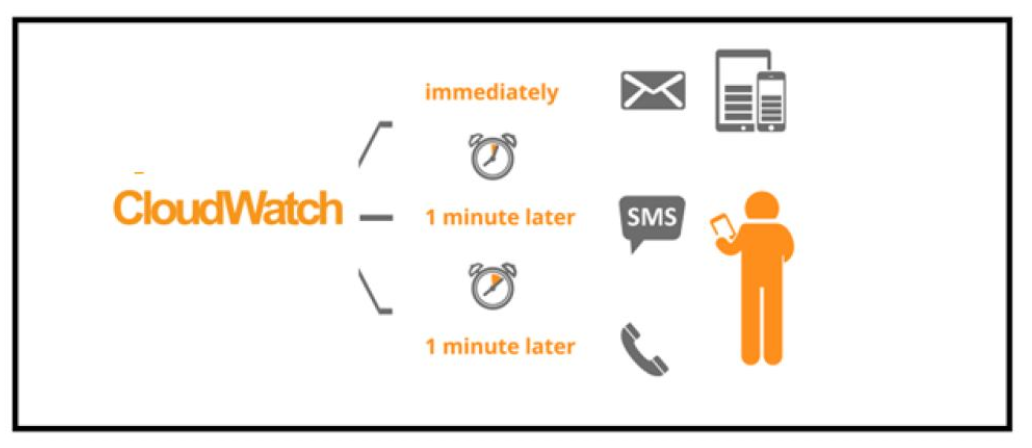 immediately
CloudWatch
1 minute later
SMS
1 minute later